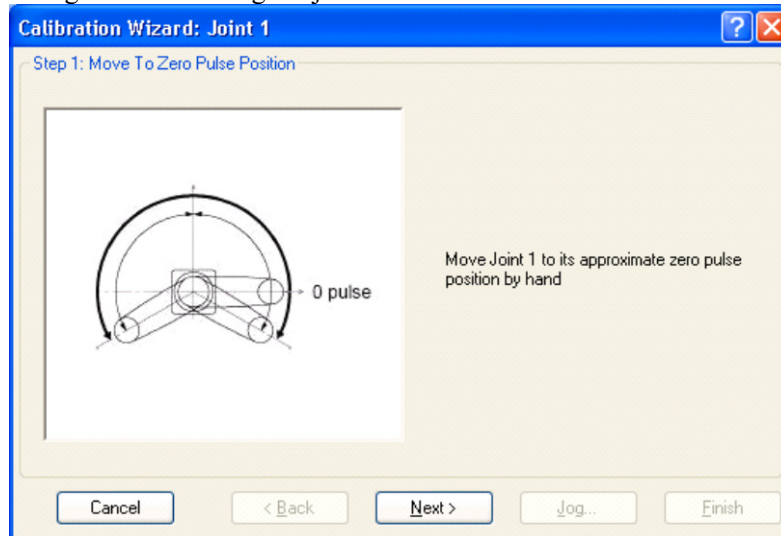 Calibration Wizard: Joint 1
Step 1: Move To Zero Pulse Position
0 pulse
Move Joint 1 to its approximate zero pulse
position by hand
Cancel
< Back
Next >
Jog...
Finish